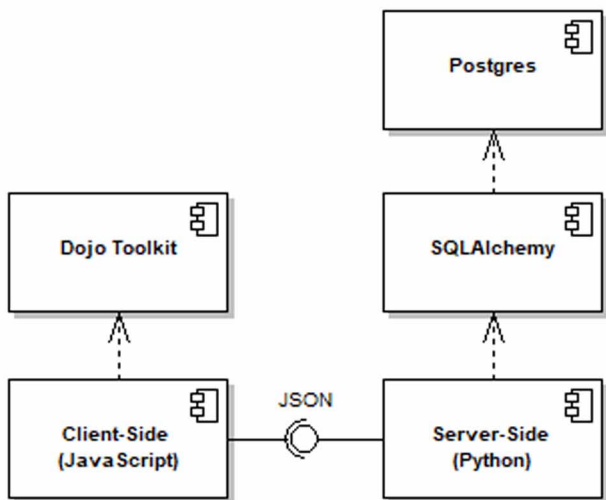 Postgres
Dojo Toolkit
SQLAlchemy
JSON
Client-Side
(JavaScript)
Server-Side
(Python)